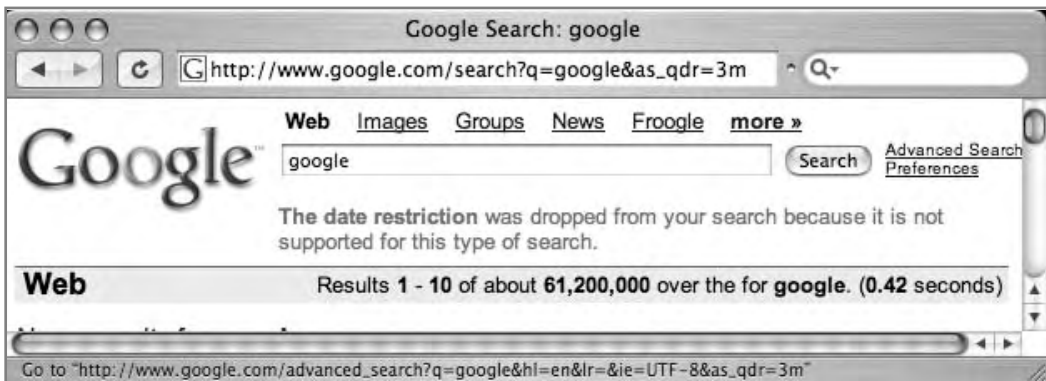 Google Search: google
G http://www.google.com/search?q=google&as_qdr=3m
Q
Web Images Groups News Froogle more »
Google™
google
Search
Advanced Search
Preferences
The date restriction was dropped from your search because it is not
supported for this type of search.
Web Results 1 - 10 of about 61,200,000 over the for google. (0.42 seconds)
Go to "http://www.google.com/advanced_search?q=google&hl=en&lr=&ie=UTF-8&as_qdr=3m"